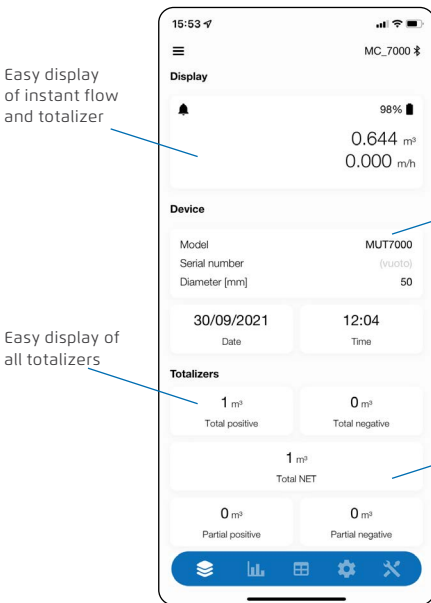 15:53
MC_7000
Easy display
of instant flow
and totalizer
Display
98%
0.644 m³
0.000 m/h
Device
Model MUT7000
Serial number (vuoto)
Diameter [mm] 50
30/09/2021 12:04
Date Time
Easy display of
all totalizers
Totalizers
1 m³ 0 m³
Total positive Total negative
1 m³
Total NET
0 m³ 0 m³
Partial positive Partial negative